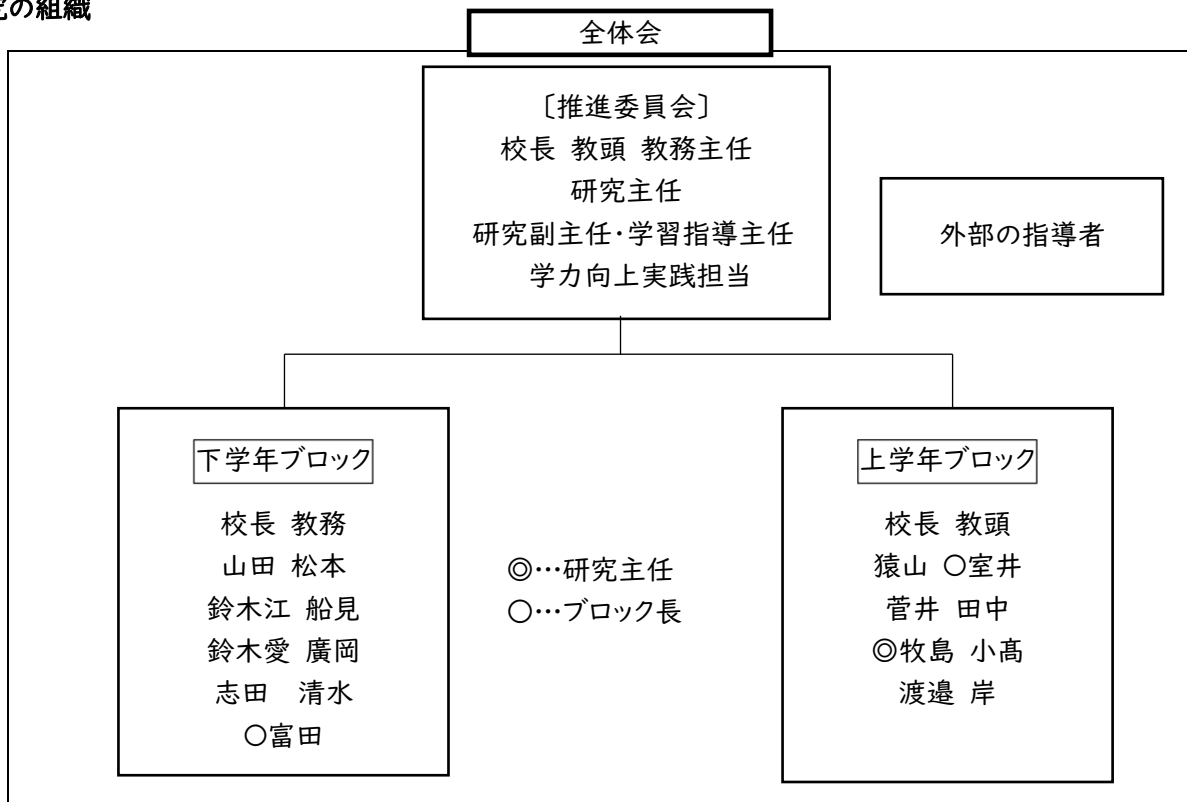 の組織
全体会
〔推進委員会〕
校長 教頭 教務主任
研究主任
研究副主任・学習指導主任
学力向上実践担当
外部の指導者
下学年ブロック
校長 教務
山田 松本
鈴木江 船見
鈴木愛 廣岡
志田　清水
〇富田
◎…研究主任
〇…ブロック長
上学年ブロック
校長 教頭
猿山 〇室井
菅井 田中
◎牧島 小髙
渡邉 岸